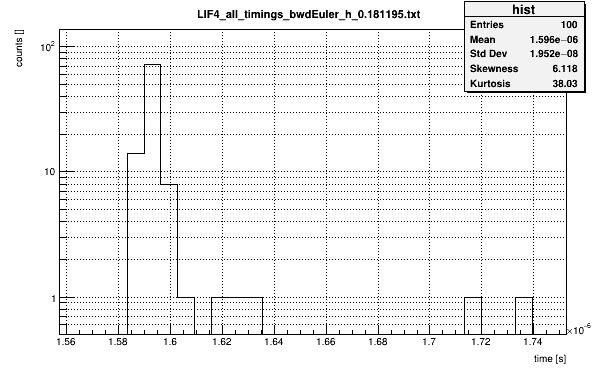 LIF4_all_timings_bwdEuler_h_0.181195.txt
hist
Entries 100
Mean 1.596e−06
Std Dev 1.952e−08
Skewness 6.118
Kurtosis 38.03
counts []
10²
10
1
1.56 1.58 1.6 1.62 1.64 1.66 1.68 1.7 1.72 1.74
×10⁻⁶
time [s]